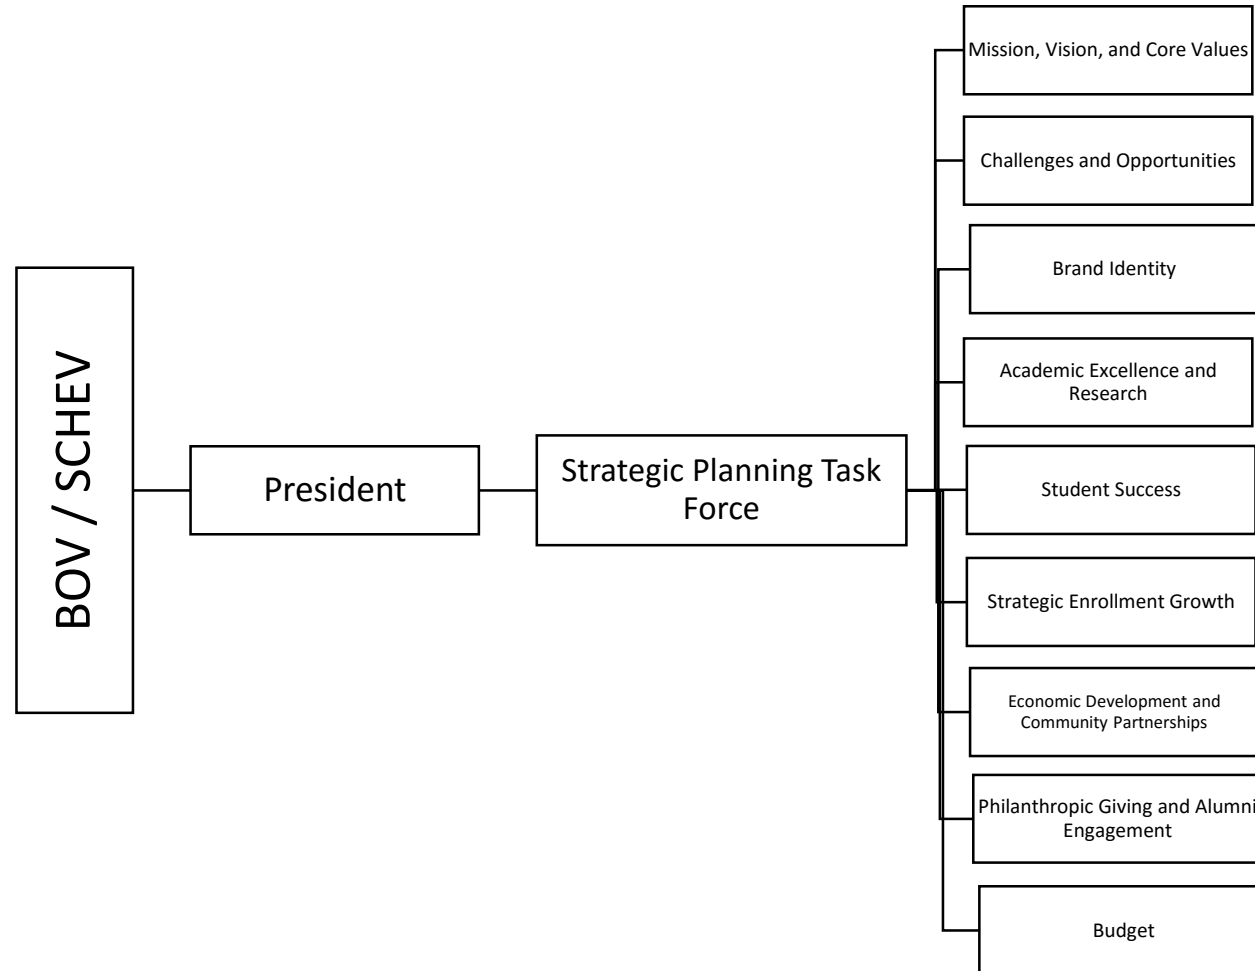 BOV / SCHEV
President
Strategic Planning Task
Force
Mission, Vision, and Core Values
Challenges and Opportunities
Brand Identity
Academic Excellence and
Research
Student Success
Strategic Enrollment Growth
Economic Development and
Community Partnerships
Philanthropic Giving and Alumni
Engagement
Budget